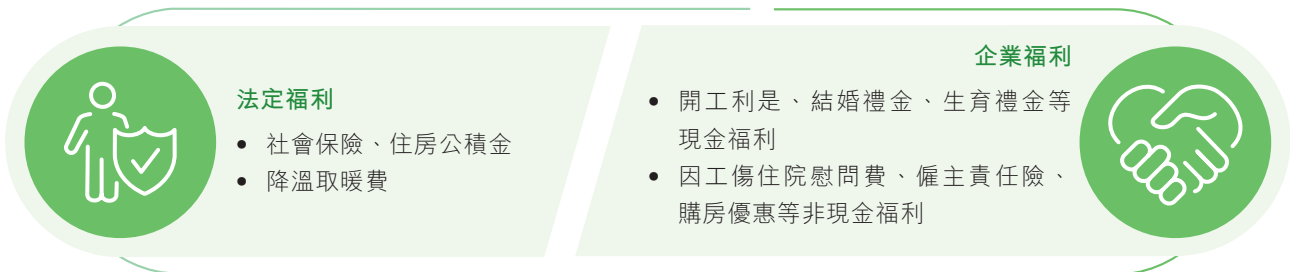 法定福利
• 社會保險、住房公積金
• 降溫取暖費
企業福利
• 開工利是、結婚禮金、生育禮金等
現金福利
• 因工傷住院慰問費、僱主責任險、
購房優惠等非現金福利